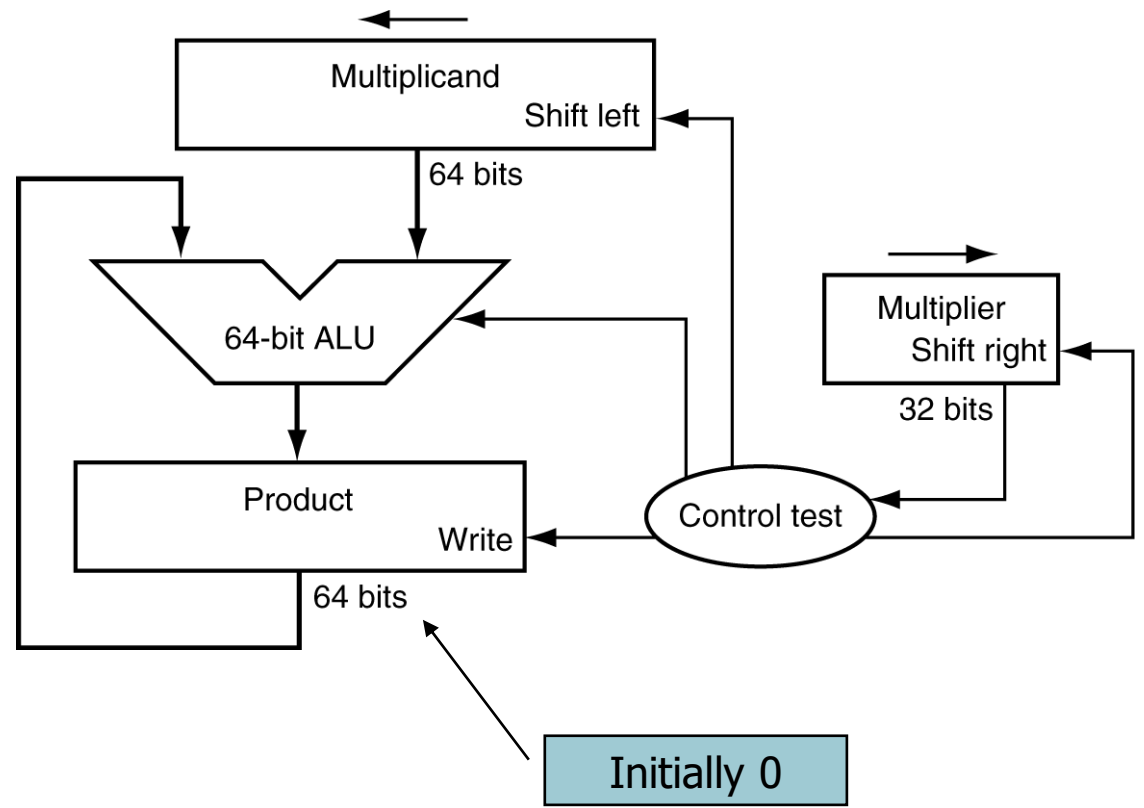 Multiplicand
Shift left
64 bits
64-bit ALU
Multiplier
Shift right
32 bits
Product
Write
64 bits
Control test
Initially 0